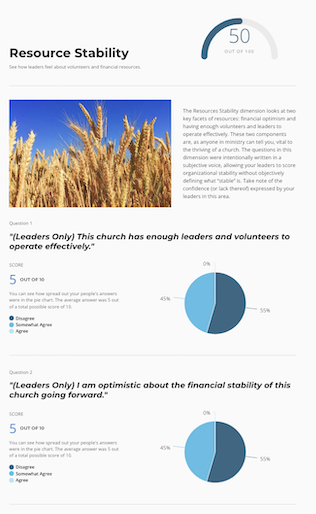 50
OUT OF 100
Resource Stability
See how leaders feel about volunteers and financial resources.
The Resources Stability dimension looks at two
key facets of resources: financial optimism and
having enough volunteers and leaders to
operate effectively. These two components
are, as anyone in ministry can tell you, vital to
the thriving of a church. The questions in this
dimension were intentionally written in a
subjective voice, allowing your leaders to score
organizational stability without objectively
defining what "stable" is. Take note of the
confidence (or lack thereof) expressed by your
leaders in this area.
Question 1
"(Leaders Only) This church has enough leaders and volunteers to
operate effectively."
SCORE
5 OUT OF 10
You can see how spread out your people's answers
were in the pie chart. The average answer was 5 out
of a total possible score of 10.
Disagree
Somewhat Agree
Agree
0%
45%
55%
Question 2
"(Leaders Only) I am optimistic about the financial stability of this
church going forward."
SCORE
5 OUT OF 10
You can see how spread out your people's answers
were in the pie chart. The average answer was 5 out
of a total possible score of 10.
Disagree
Somewhat Agree
Agree
0%
45%
55%